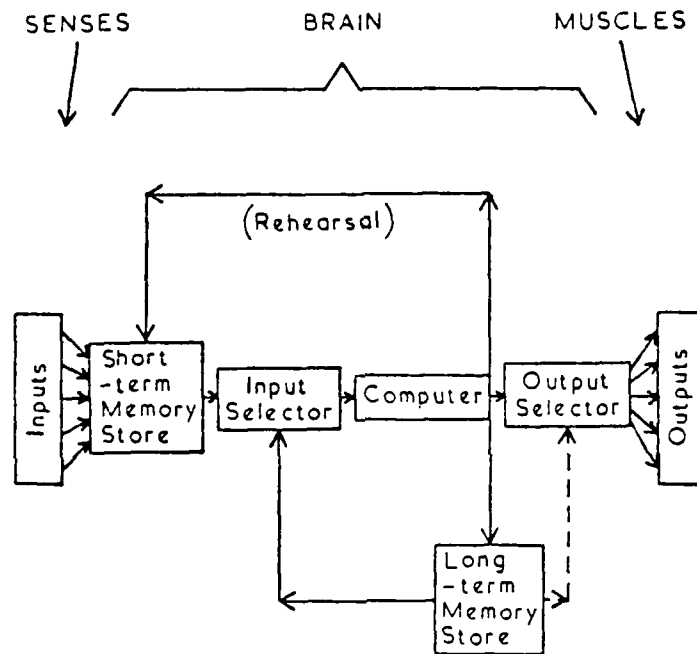 SENSES BRAIN MUSCLES
(Rehearsal)
Inputs
Short
-term
Memory
Store
Input
Selector
Computer
Output
Selector
Outputs
Long
-term
Memory
Store